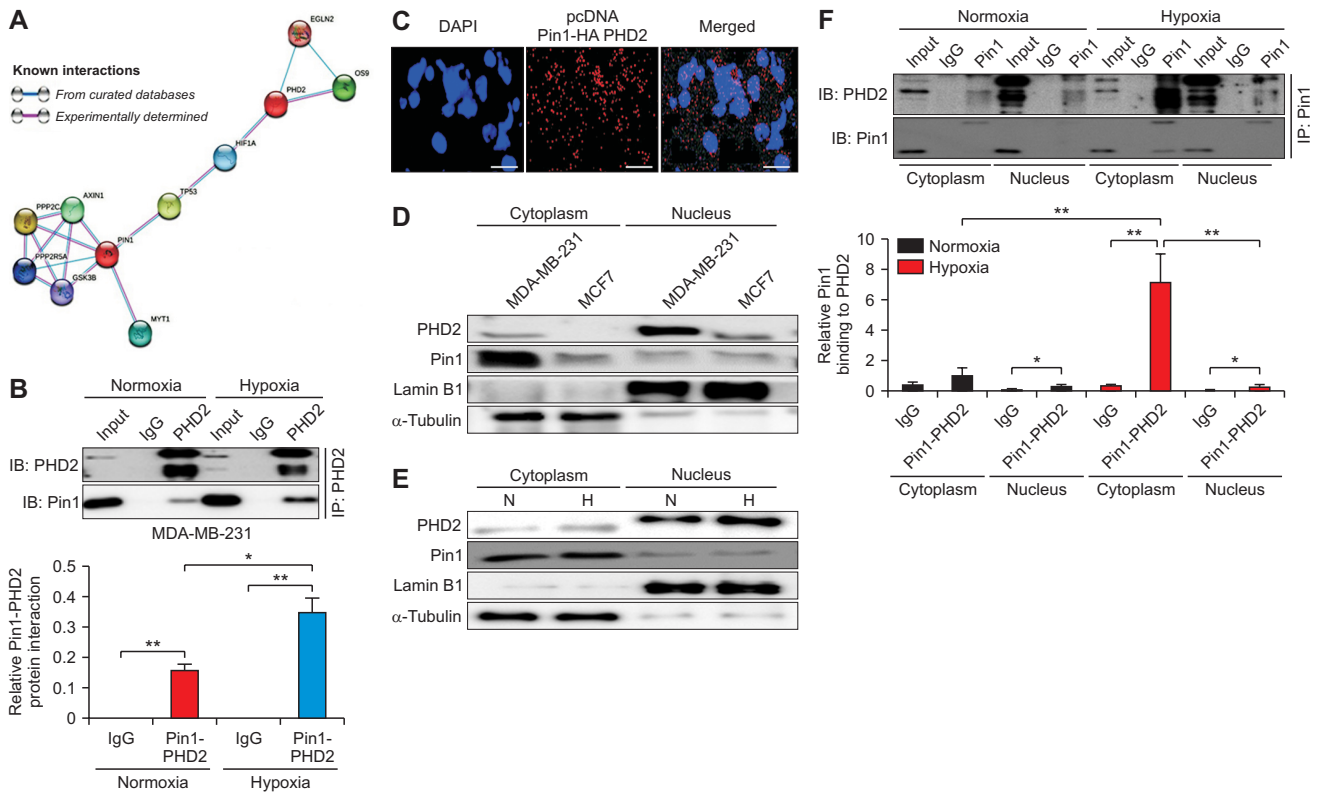 A
EGLN2
OS9
PHD2
Known interactions
From curated databases
Experimentally determined
HIF1A
TP53
AXIN1
PPP2CA
PIN1
PPP2R5A
GSK3B
MYT1
B
Normoxia Hypoxia
Input IgG PHD2 Input IgG PHD2
IB: PHD2
IB: Pin1
IP: PHD2
MDA-MB-231
Relative Pin1-PHD2
protein interaction
0.5
0.4
0.3
0.2
0.1
0
*
**
**
IgG Pin1-PHD2 IgG Pin1-PHD2
Normoxia Hypoxia
C
DAPI
pcDNA
Pin1-HA PHD2
Merged
D
Cytoplasm Nucleus
MDA-MB-231 MCF7 MDA-MB-231 MCF7
PHD2
Pin1
Lamin B1
α-Tubulin
E
Cytoplasm Nucleus
N H N H
PHD2
Pin1
Lamin B1
α-Tubulin
F
Normoxia Hypoxia
Input IgG Pin1 Input IgG Pin1 Input IgG Pin1 Input IgG Pin1
IB: PHD2
IB: Pin1
IP: Pin1
Cytoplasm Nucleus Cytoplasm Nucleus
Relative Pin1
binding to PHD2
10
8
6
4
2
0
Normoxia
Hypoxia
**
** **
* *
IgG Pin1-PHD2 IgG Pin1-PHD2 IgG Pin1-PHD2 IgG Pin1-PHD2
Cytoplasm Nucleus Cytoplasm Nucleus